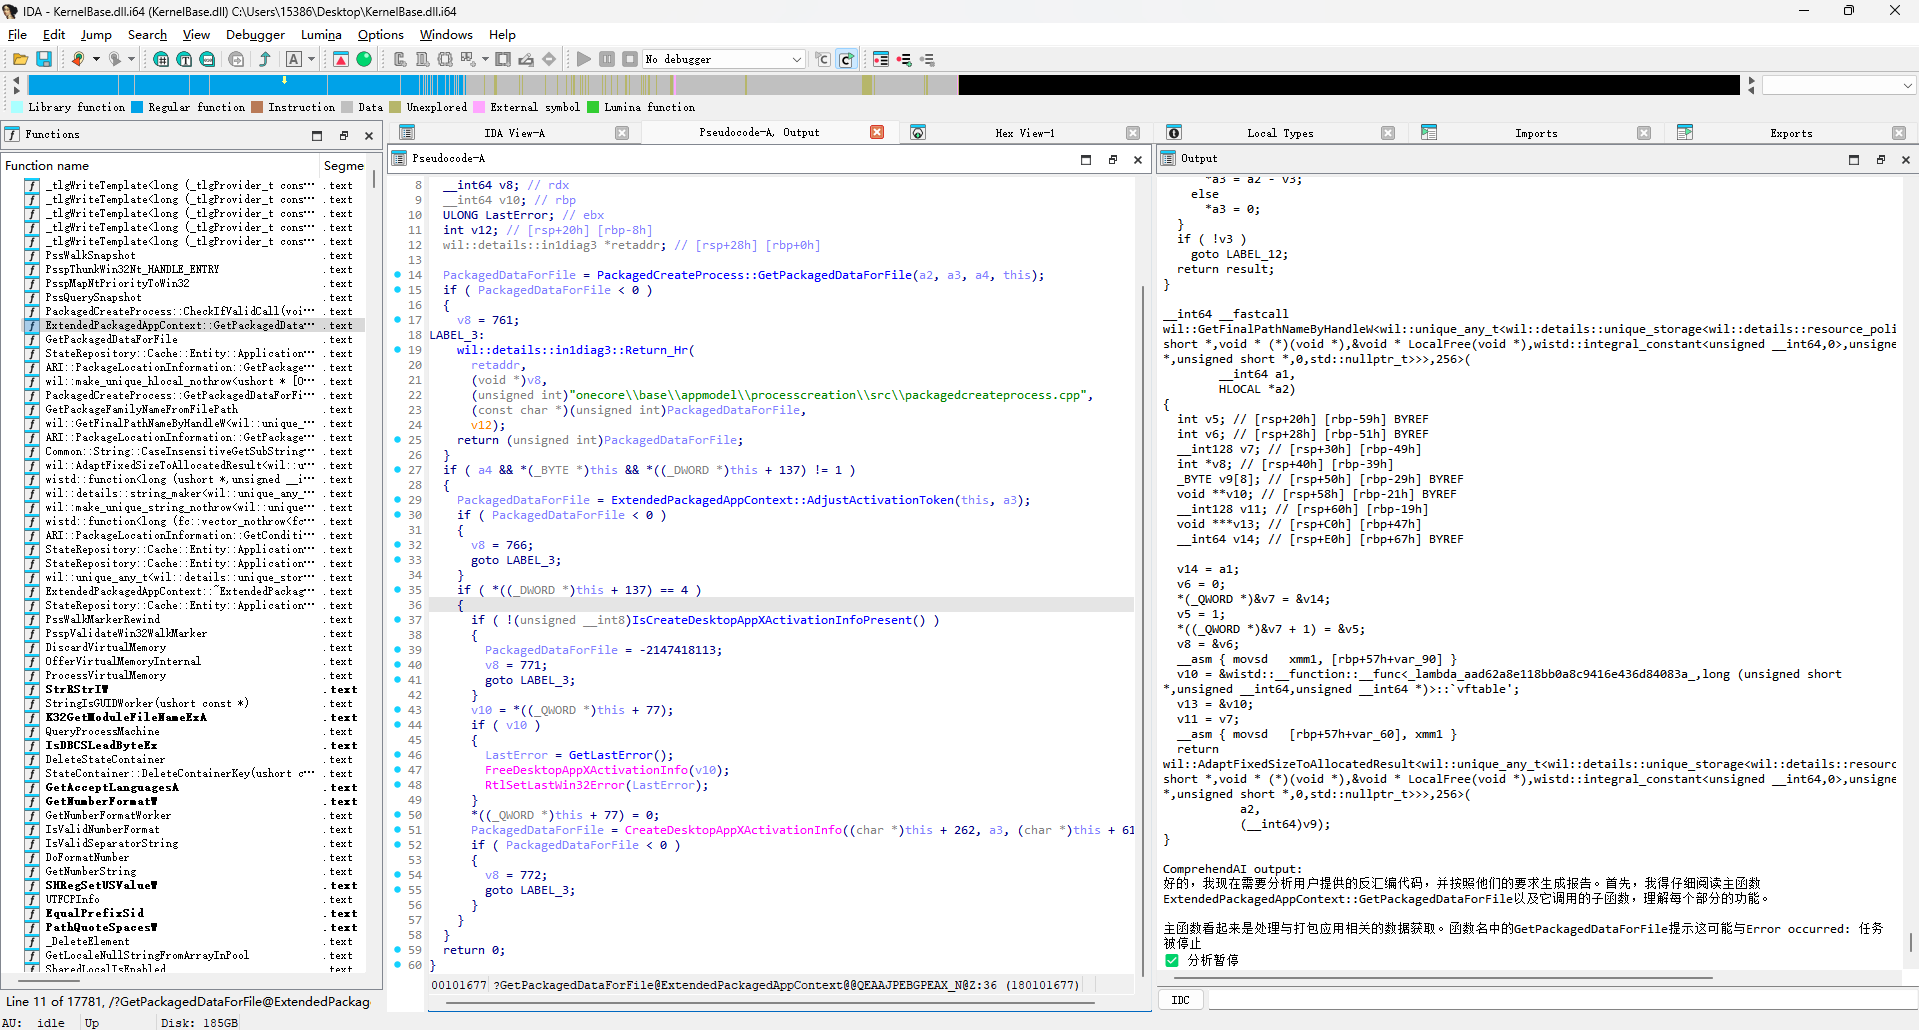 IDA - KernelBase.dll.i64 (KernelBase.dll) C:\Users\15386\Desktop\KernelBase.dll.i64
File Edit Jump Search View Debugger Lumina Options Windows Help
No debugger
Library function Regular function Instruction Data Unexplored External symbol Lumina function
Functions
Function name Segme
_tlgWriteTemplate<long (_tlgProvider_t cons… .text
_tlgWriteTemplate<long (_tlgProvider_t cons… .text
_tlgWriteTemplate<long (_tlgProvider_t cons… .text
_tlgWriteTemplate<long (_tlgProvider_t cons… .text
_tlgWriteTemplate<long (_tlgProvider_t cons… .text
PssWalkSnapshot .text
PsspThunkWin32Nt_HANDLE_ENTRY .text
PsspMapNtPriorityToWin32 .text
PssQuerySnapshot .text
PackagedCreateProcess::CheckIfValidCall(voi… .text
ExtendedPackagedAppContext::GetPackagedData… .text
GetPackagedDataForFile .text
StateRepository::Cache::Entity::Application… .text
ARI::PackageLocationInformation::GetPackage… .text
wil::make_unique_hlocal_nothrow<ushort * [0… .text
PackagedCreateProcess::GetPackagedDataForFi… .text
GetPackageFamilyNameFromFilePath .text
wil::GetFinalPathNameByHandleW<wil::unique_… .text
ARI::PackageLocationInformation::GetPackage… .text
Common::String::CaseInsensitiveGetSubString… .text
wil::AdaptFixedSizeToAllocatedResult<wil::u… .text
wistd::function<long (ushort *,unsigned __i… .text
wil::details::string_maker<wil::unique_any_… .text
wil::make_unique_string_nothrow<wil::unique… .text
wistd::function<long (fc::vector_nothrow<fc… .text
ARI::PackageLocationInformation::GetConditi… .text
StateRepository::Cache::Entity::Application… .text
StateRepository::Cache::Entity::Application… .text
wil::unique_any_t<wil::details::unique_stor… .text
ExtendedPackagedAppContext::~ExtendedPackag… .text
StateRepository::Cache::Entity::Application… .text
PssWalkMarkerRewind .text
PsspValidateWin32WalkMarker .text
DiscardVirtualMemory .text
OfferVirtualMemoryInternal .text
ProcessVirtualMemory .text
StrRStrIW .text
StringIsGUIDWorker(ushort const *) .text
K32GetModuleFileNameExA .text
QueryProcessMachine .text
IsDBCSLeadByteEx .text
DeleteStateContainer .text
StateContainer::DeleteContainerKey(ushort c… .text
GetAcceptLanguagesA .text
GetNumberFormatW .text
GetNumberFormatWorker .text
IsValidNumberFormat .text
IsValidSeparatorString .text
DoFormatNumber .text
GetNumberString .text
SHRegSetUSValueW .text
UTFCPInfo .text
EqualPrefixSid .text
PathQuoteSpacesW .text
_DeleteElement .text
GetLocaleNullStringFromArrayInPool .text
SharedLocalIsEnabled .text
Line 11 of 17781, /?GetPackagedDataForFile@ExtendedPackag
AU: idle Up Disk: 185GB
IDA View-A Pseudocode-A, Output Hex View-1 Local Types Imports Exports
Pseudocode-A
8 __int64 v8; // rdx
9 __int64 v10; // rbp
10 ULONG LastError; // ebx
11 int v12; // [rsp+20h] [rbp-8h]
12 wil::details::in1diag3 *retaddr; // [rsp+28h] [rbp+0h]
13
14 PackagedDataForFile = PackagedCreateProcess::GetPackagedDataForFile(a2, a3, a4, this);
15 if ( PackagedDataForFile < 0 )
16 {
17 v8 = 761;
18 LABEL_3:
19 wil::details::in1diag3::Return_Hr(
20 retaddr,
21 (void *)v8,
22 (unsigned int)"onecore\\base\\appmodel\\processcreation\\src\\packagedcreateprocess.cpp",
23 (const char *)(unsigned int)PackagedDataForFile,
24 v12);
25 return (unsigned int)PackagedDataForFile;
26 }
27 if ( a4 && *(_BYTE *)this && *((_DWORD *)this + 137) != 1 )
28 {
29 PackagedDataForFile = ExtendedPackagedAppContext::AdjustActivationToken(this, a3);
30 if ( PackagedDataForFile < 0 )
31 {
32 v8 = 766;
33 goto LABEL_3;
34 }
35 if ( *((_DWORD *)this + 137) == 4 )
36 {
37 if ( !(unsigned __int8)IsCreateDesktopAppXActivationInfoPresent() )
38 {
39 PackagedDataForFile = -2147418113;
40 v8 = 771;
41 goto LABEL_3;
42 }
43 v10 = *((_QWORD *)this + 77);
44 if ( v10 )
45 {
46 LastError = GetLastError();
47 FreeDesktopAppXActivationInfo(v10);
48 RtlSetLastWin32Error(LastError);
49 }
50 *((_QWORD *)this + 77) = 0;
51 PackagedDataForFile = CreateDesktopAppXActivationInfo((char *)this + 262, a3, (char *)this + 61
52 if ( PackagedDataForFile < 0 )
53 {
54 v8 = 772;
55 goto LABEL_3;
56 }
57 }
58 }
59 return 0;
60 }
00101677 ?GetPackagedDataForFile@ExtendedPackagedAppContext@@QEAAJPEBGPEAX_N@Z:36 (180101677)
Output
*a3 = a2 - v3;
else
*a3 = 0;
}
if ( !v3 )
goto LABEL_12;
return result;
}
__int64 __fastcall
wil::GetFinalPathNameByHandleW<wil::unique_any_t<wil::details::unique_storage<wil::details::resource_poli
short *,void * (*)(void *),&void * LocalFree(void *),wistd::integral_constant<unsigned __int64,0>,unsigne
*,unsigned short *,0,std::nullptr_t>>>,256>(
__int64 a1,
HLOCAL *a2)
{
int v5; // [rsp+20h] [rbp-59h] BYREF
int v6; // [rsp+28h] [rbp-51h] BYREF
__int128 v7; // [rsp+30h] [rbp-49h]
int *v8; // [rsp+40h] [rbp-39h]
_BYTE v9[8]; // [rsp+50h] [rbp-29h] BYREF
void **v10; // [rsp+58h] [rbp-21h] BYREF
__int128 v11; // [rsp+60h] [rbp-19h]
void ***v13; // [rsp+C0h] [rbp+47h]
__int64 v14; // [rsp+E0h] [rbp+67h] BYREF
v14 = a1;
v6 = 0;
*(_QWORD *)&v7 = &v14;
v5 = 1;
*((_QWORD *)&v7 + 1) = &v5;
v8 = &v6;
__asm { movsd xmm1, [rbp+57h+var_90] }
v10 = &wistd::__function::__func<_lambda_aad62a8e118bb0a8c9416e436d84083a_,long (unsigned short
*,unsigned __int64,unsigned __int64 *)>::`vftable';
v13 = &v10;
v11 = v7;
__asm { movsd [rbp+57h+var_60], xmm1 }
return
wil::AdaptFixedSizeToAllocatedResult<wil::unique_any_t<wil::details::unique_storage<wil::details::resourc
short *,void * (*)(void *),&void * LocalFree(void *),wistd::integral_constant<unsigned __int64,0>,unsigne
*,unsigned short *,0,std::nullptr_t>>>,256>(
a2,
(__int64)v9);
}
ComprehendAI output:
好的，我现在需要分析用户提供的反汇编代码，并按照他们的要求生成报告。首先，我得仔细阅读主函数
ExtendedPackagedAppContext::GetPackagedDataForFile以及它调用的子函数，理解每个部分的功能。
主函数看起来是处理与打包应用相关的数据获取。函数名中的GetPackagedDataForFile提示这可能与Error occurred: 任务
被停止
✅ 分析暂停
IDC